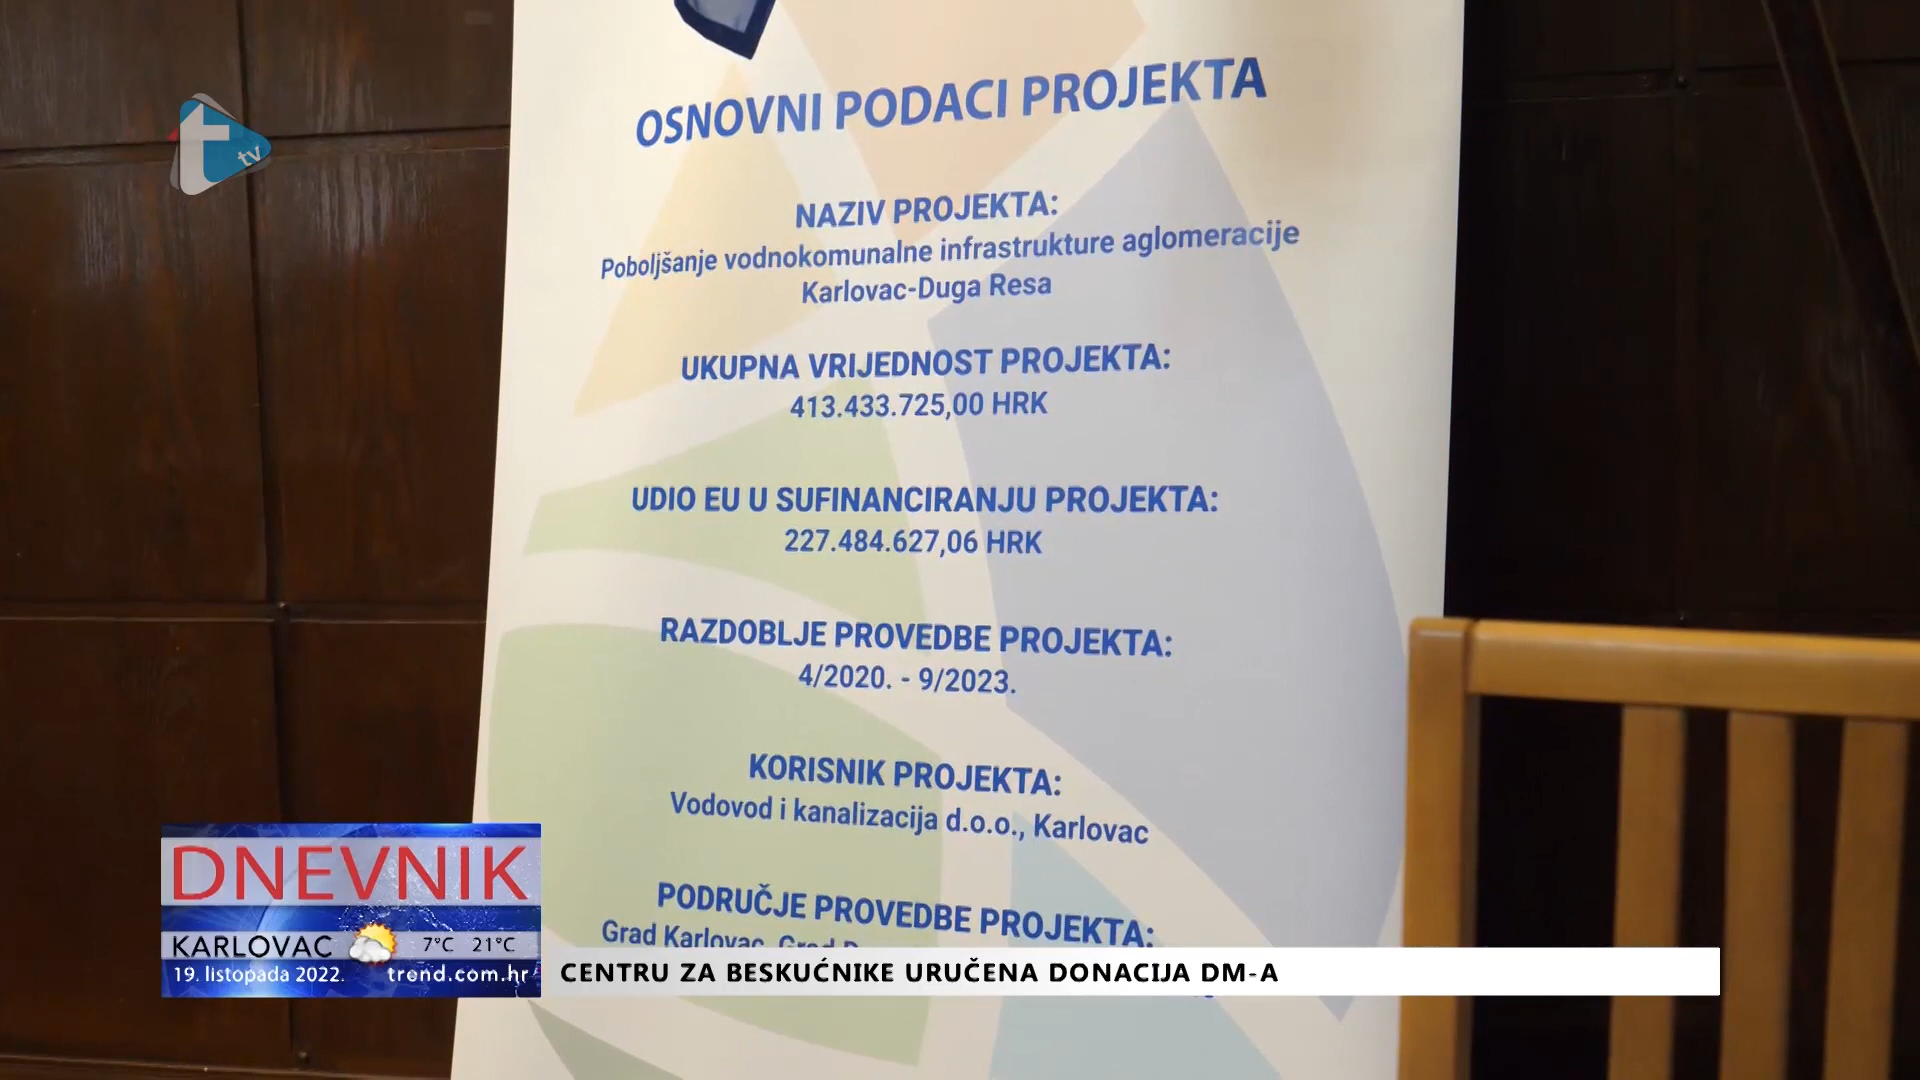 t tv
OSNOVNI PODACI PROJEKTA
NAZIV PROJEKTA:
Poboljšanje vodnokomunalne infrastrukture aglomeracije
Karlovac-Duga Resa
UKUPNA VRIJEDNOST PROJEKTA:
413.433.725,00 HRK
UDIO EU U SUFINANCIRANJU PROJEKTA:
227.484.627,06 HRK
RAZDOBLJE PROVEDBE PROJEKTA:
4/2020. - 9/2023.
KORISNIK PROJEKTA:
Vodovod i kanalizacija d.o.o., Karlovac
PODRUČJE PROVEDBE PROJEKTA:
Grad Karlovac, Grad
DNEVNIK
KARLOVAC 7°C 21°C
19. listopada 2022. trend.com.hr
CENTRU ZA BESKUĆNIKE URUČENA DONACIJA DM-A